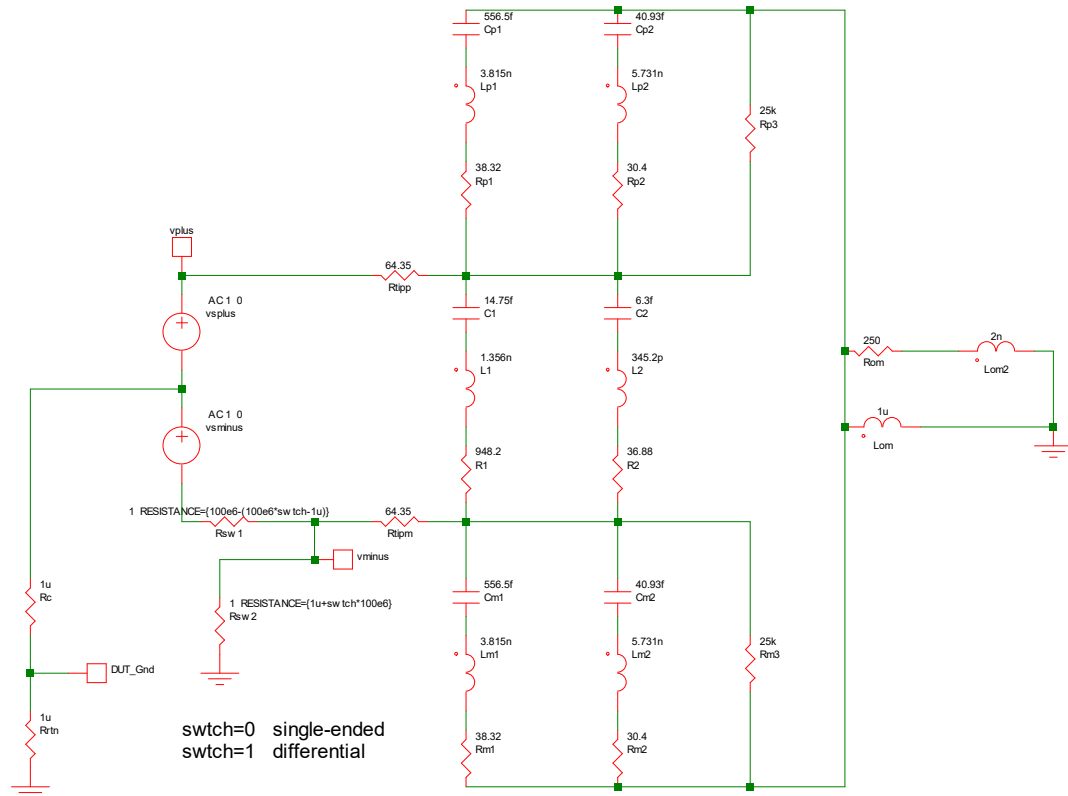 556.5f
Cp1
40.93f
Cp2
3.815n
Lp1
5.731n
Lp2
25k
Rp3
38.32
Rp1
30.4
Rp2
vplus
64.35
Rtipp
AC 1 0
vsplus
14.75f
C1
6.3f
C2
250
Rom
2n
Lom2
1.356n
L1
345.2p
L2
AC 1 0
vsminus
1u
Lom
948.2
R1
36.88
R2
1 RESISTANCE={100e6-(100e6*swtch-1u)}
Rsw1
64.35
Rtipm
vminus
1u
Rc
1 RESISTANCE={1u+swtch*100e6}
Rsw2
556.5f
Cm1
40.93f
Cm2
3.815n
Lm1
5.731n
Lm2
25k
Rm3
DUT_Gnd
1u
Rrtn
swtch=0 single-ended
swtch=1 differential
38.32
Rm1
30.4
Rm2